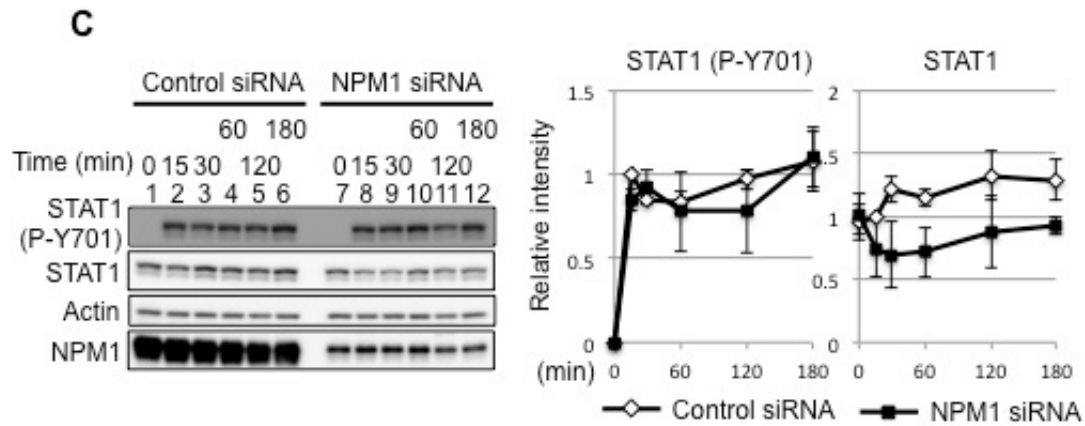 C
Control siRNA NPM1 siRNA
60 180 60 180
Time (min) 0 15 30 120 0 15 30 120
1 2 3 4 5 6 7 8 9 10 11 12
STAT1
(P-Y701)
STAT1
Actin
NPM1
STAT1 (P-Y701)
Relative intensity
1.5
1
0.5
0
(min) 0 60 120 180
STAT1
2
1.5
1
0.5
0
0 60 120 180
Control siRNA NPM1 siRNA